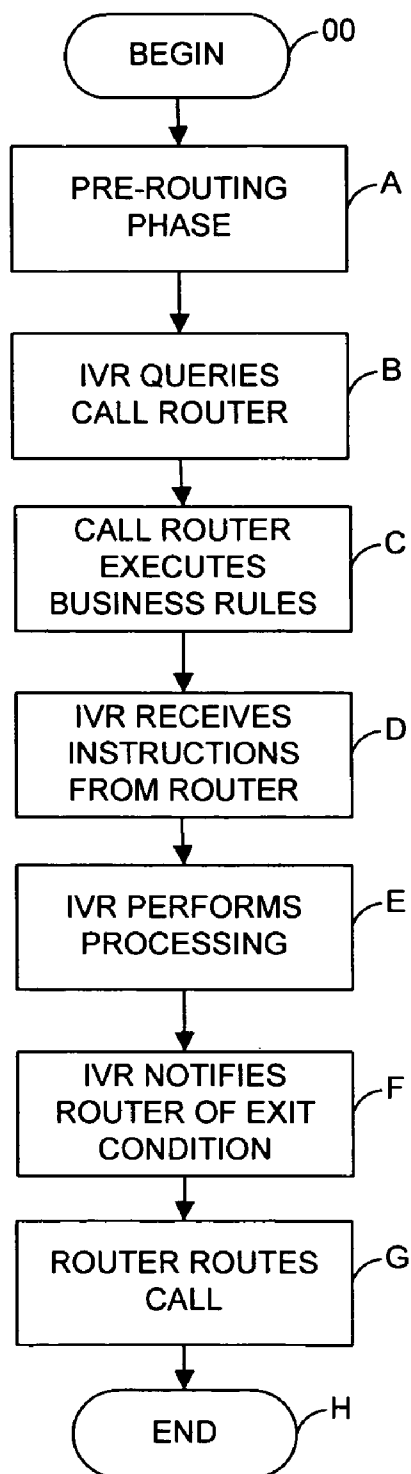 BEGIN
00
PRE-ROUTING
PHASE
A
IVR QUERIES
CALL ROUTER
B
CALL ROUTER
EXECUTES
BUSINESS RULES
C
IVR RECEIVES
INSTRUCTIONS
FROM ROUTER
D
IVR PERFORMS
PROCESSING
E
IVR NOTIFIES
ROUTER OF EXIT
CONDITION
F
ROUTER ROUTES
CALL
G
END
H